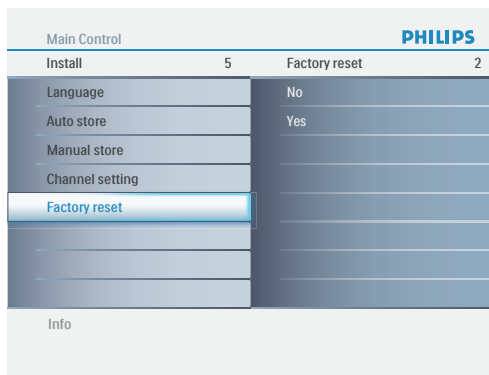 Main Control
PHILIPS
Install 5
Factory reset 2
Language
No
Auto store
Yes
Manual store
Channel setting
Factory reset
Info